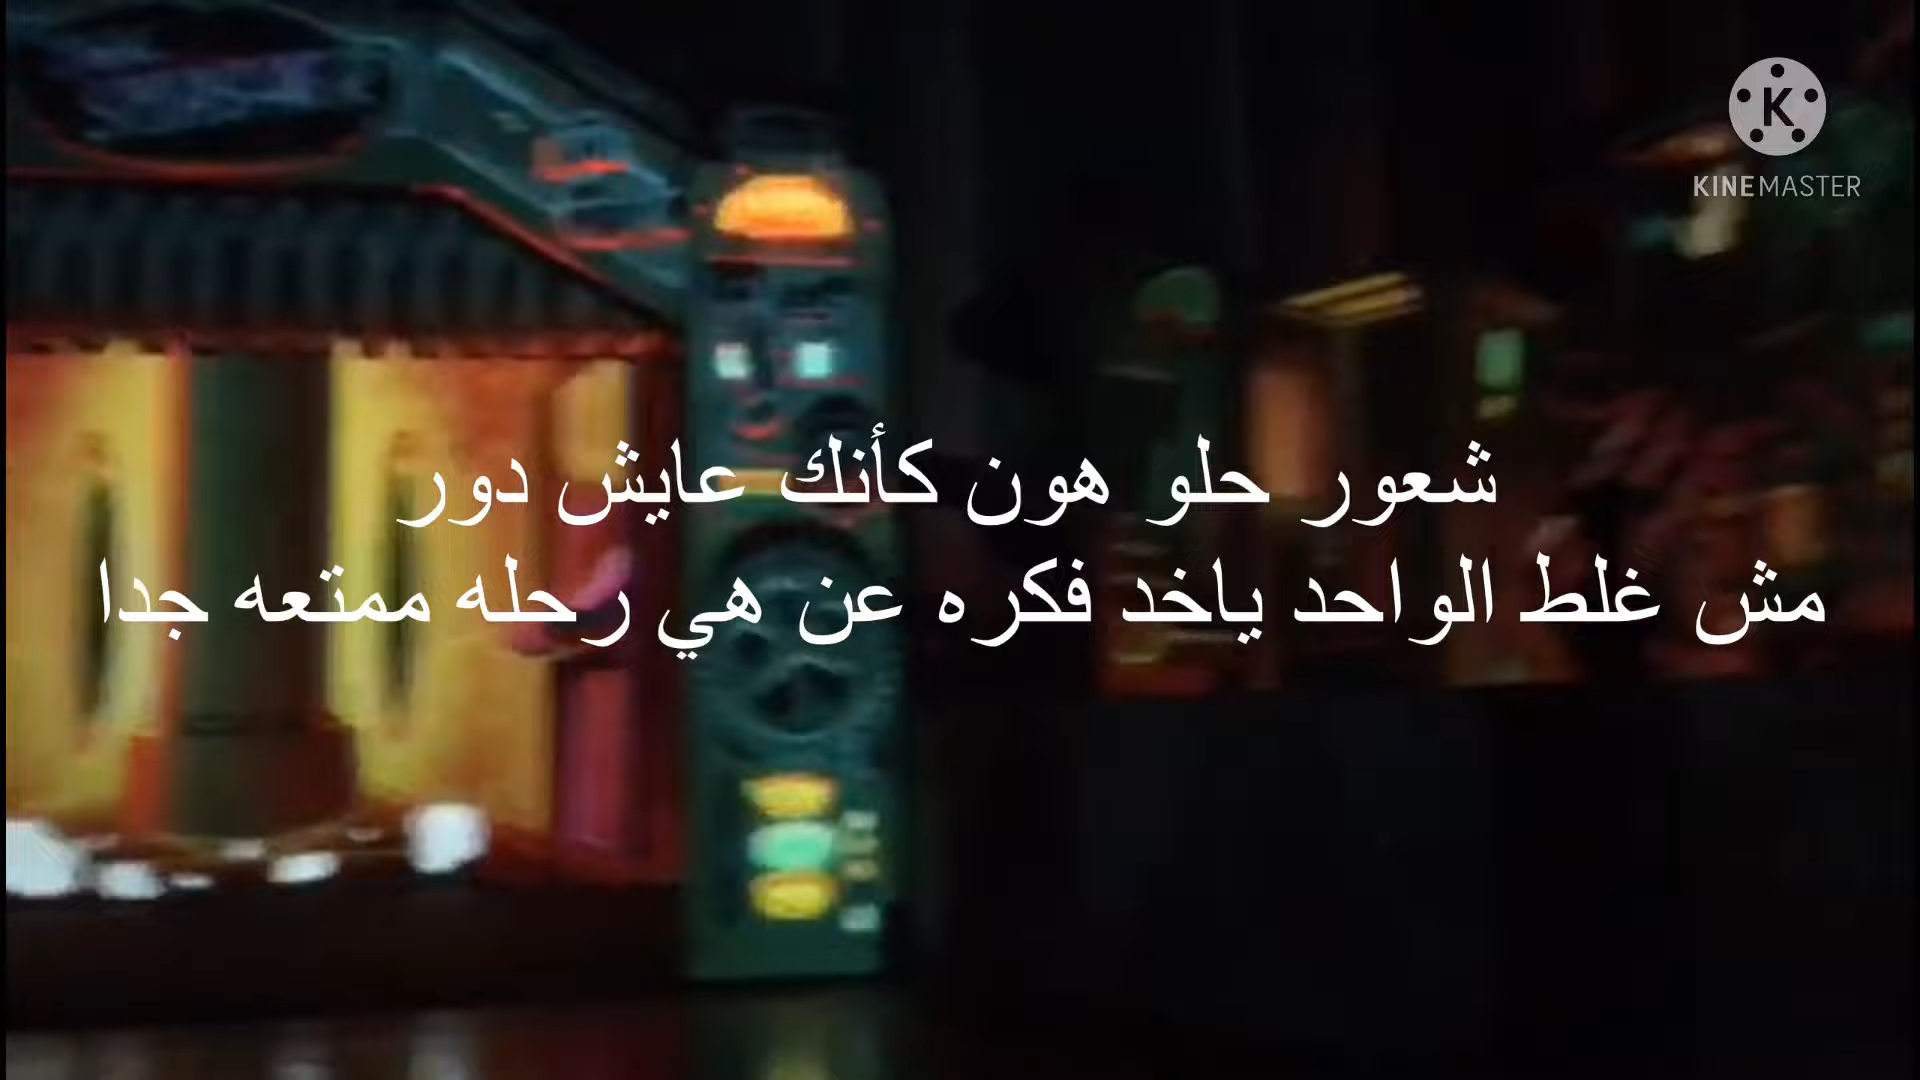 KINEMASTER
شعور حلو هون كأنك عايش دور
مش غلط الواحد ياخد فكره عن هي رحله ممتعه جدا